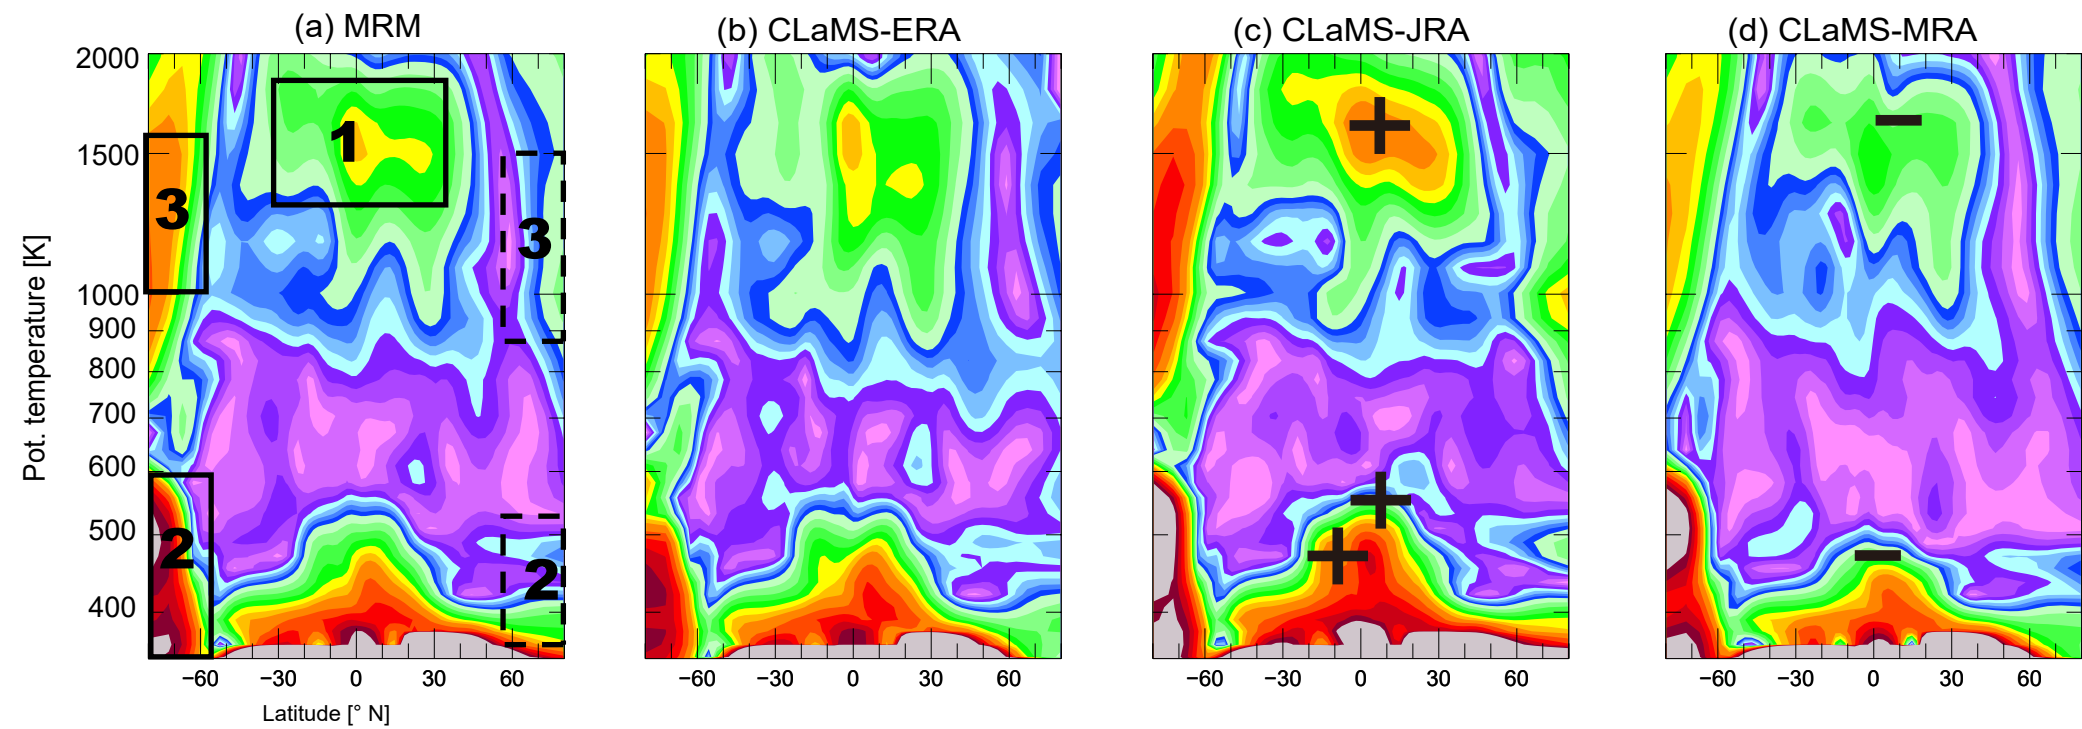 (a) MRM
(b) CLaMS-ERA
(c) CLaMS-JRA
(d) CLaMS-MRA
Pot. temperature [K]
2000
1500
1000
900
800
700
600
500
400
1
3
3
2
2
+
−
+
+
−
−60 −30 0 30 60
−60 −30 0 30 60
−60 −30 0 30 60
−60 −30 0 30 60
Latitude [° N]